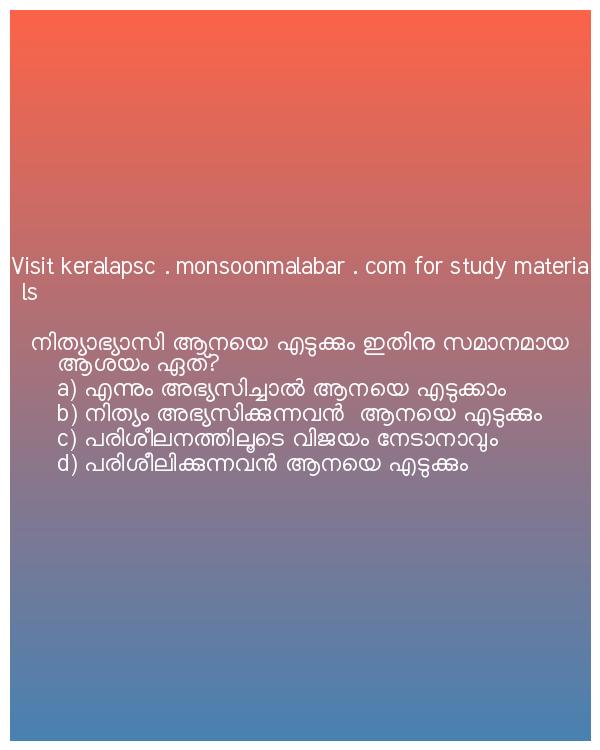 Visit keralapsc . monsoonmalabar . com for study materia
ls
നിത്യാഭ്യാസി ആനയെ എടുക്കും ഇതിനു സമാനമായ
ആശയം ഏത്?
a) എന്നും അഭ്യസിച്ചാൽ ആനയെ എടുക്കാം
b) നിത്യം അഭ്യസിക്കുന്നവൻ  ആനയെ എടുക്കും
c) പരിശീലനത്തിലൂടെ വിജയം നേടാനാവും
d) പരിശീലിക്കുന്നവൻ ആനയെ എടുക്കും